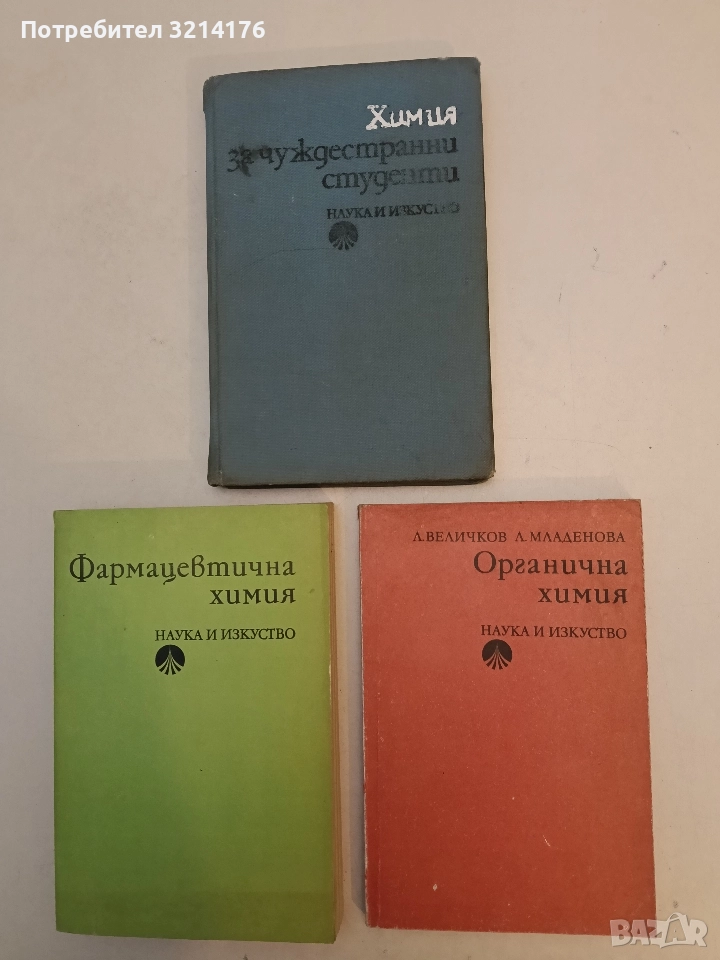 Потребител 3214176
Химия
за чуждестранни
студенти
НАУКА И ИЗКУСТВО
Фармацевтична
химия
НАУКА И ИЗКУСТВО
Д. ВЕЛИЧКОВ Л. МЛАДЕНОВА
Органична
химия
НАУКА И ИЗКУСТВО
BAZAR